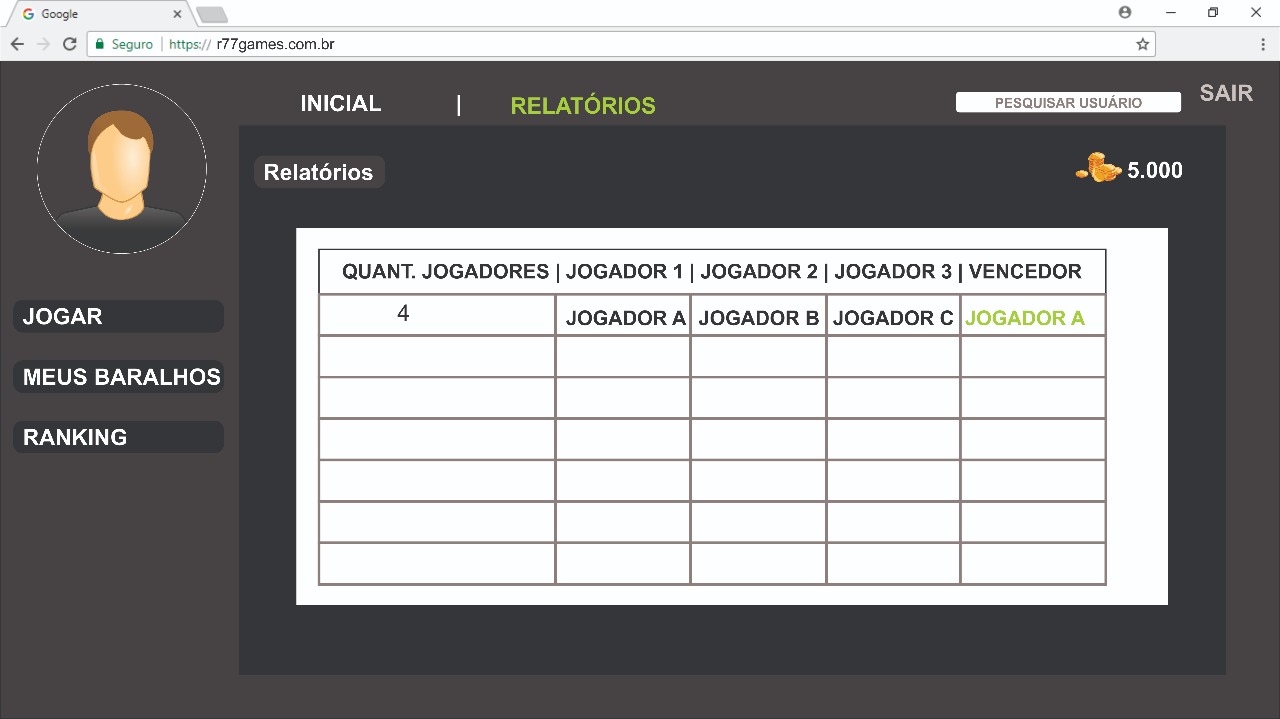 Google
Seguro | https:// r77games.com.br
INICIAL | RELATÓRIOS
PESQUISAR USUÁRIO
SAIR
Relatórios
5.000
JOGAR
MEUS BARALHOS
RANKING
QUANT. JOGADORES | JOGADOR 1 | JOGADOR 2 | JOGADOR 3 | VENCEDOR
4 JOGADOR A JOGADOR B JOGADOR C JOGADOR A